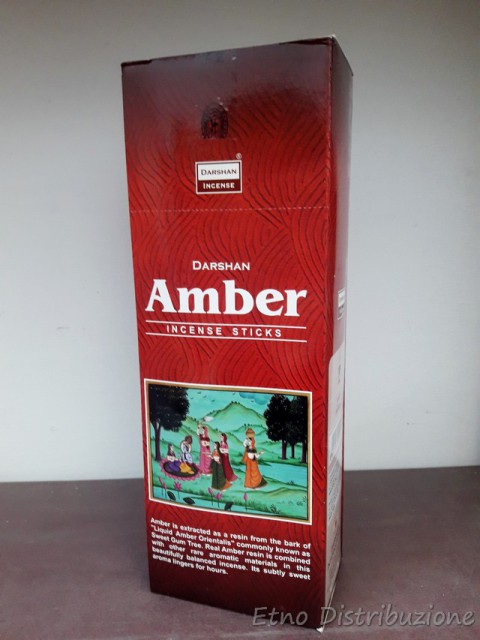 DARSHAN
INCENSE
DARSHAN
Amber
INCENSE STICKS
Amber is extracted as a resin from the bark of
"Liquid Amber Orientalis" commonly known as
Sweet Gum Tree. Real Amber resin is combined
with other rare aromatic materials in this
beautifully balanced incense. Its subtly sweet
aroma lingers for hours.
Etno Distribuzione